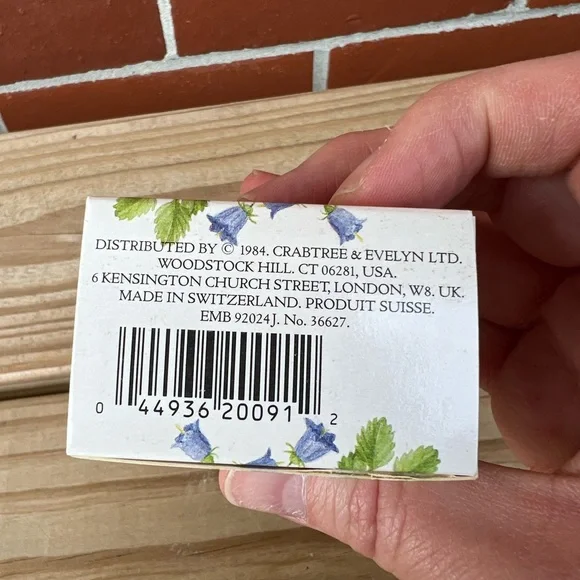 DISTRIBUTED BY © 1984. CRABTREE & EVELYN LTD.
WOODSTOCK HILL. CT 06281, USA.
6 KENSINGTON CHURCH STREET, LONDON, W8. UK.
MADE IN SWITZERLAND. PRODUIT SUISSE.
EMB 92024J. No. 36627.
0 44936 20091 2